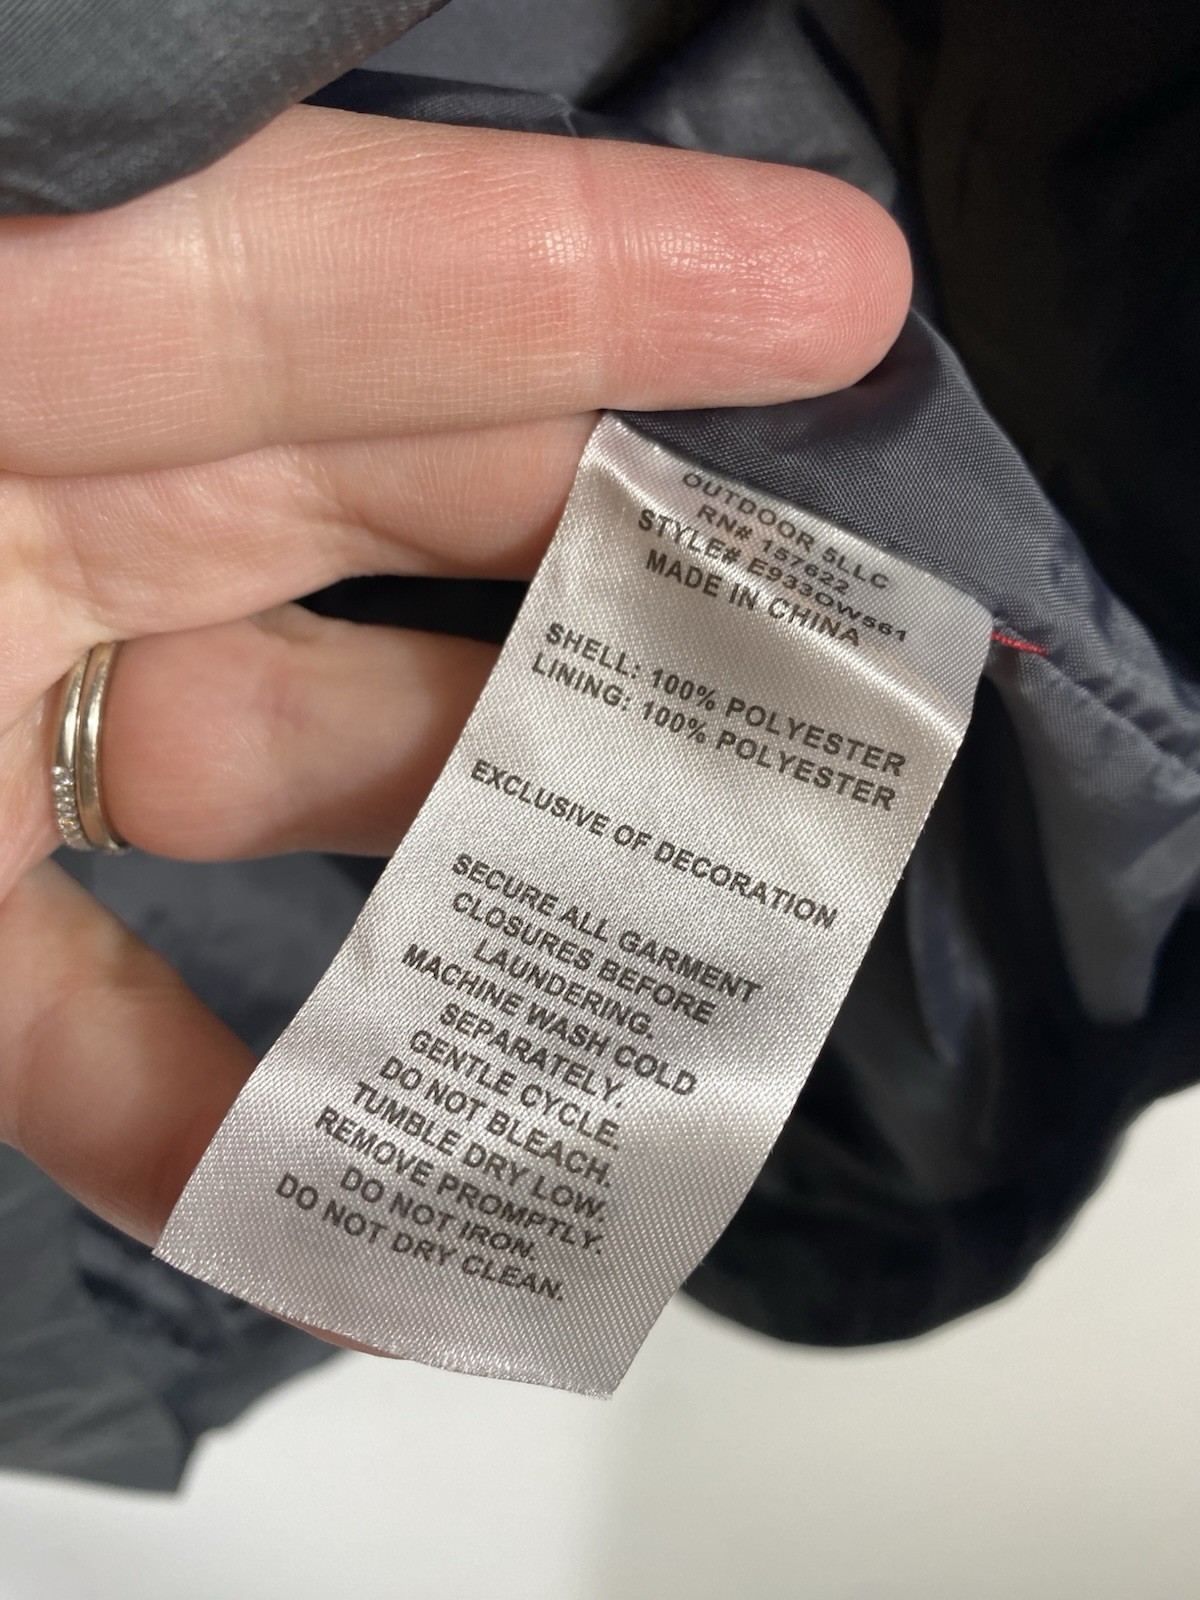 OUTDOOR 5LLC
RN# 157622
STYLE# E933OW561
MADE IN CHINA
SHELL: 100% POLYESTER
LINING: 100% POLYESTER
EXCLUSIVE OF DECORATION
SECURE ALL GARMENT
CLOSURES BEFORE
LAUNDERING.
MACHINE WASH COLD
SEPARATELY.
GENTLE CYCLE.
DO NOT BLEACH.
TUMBLE DRY LOW.
REMOVE PROMPTLY.
DO NOT IRON.
DO NOT DRY CLEAN.